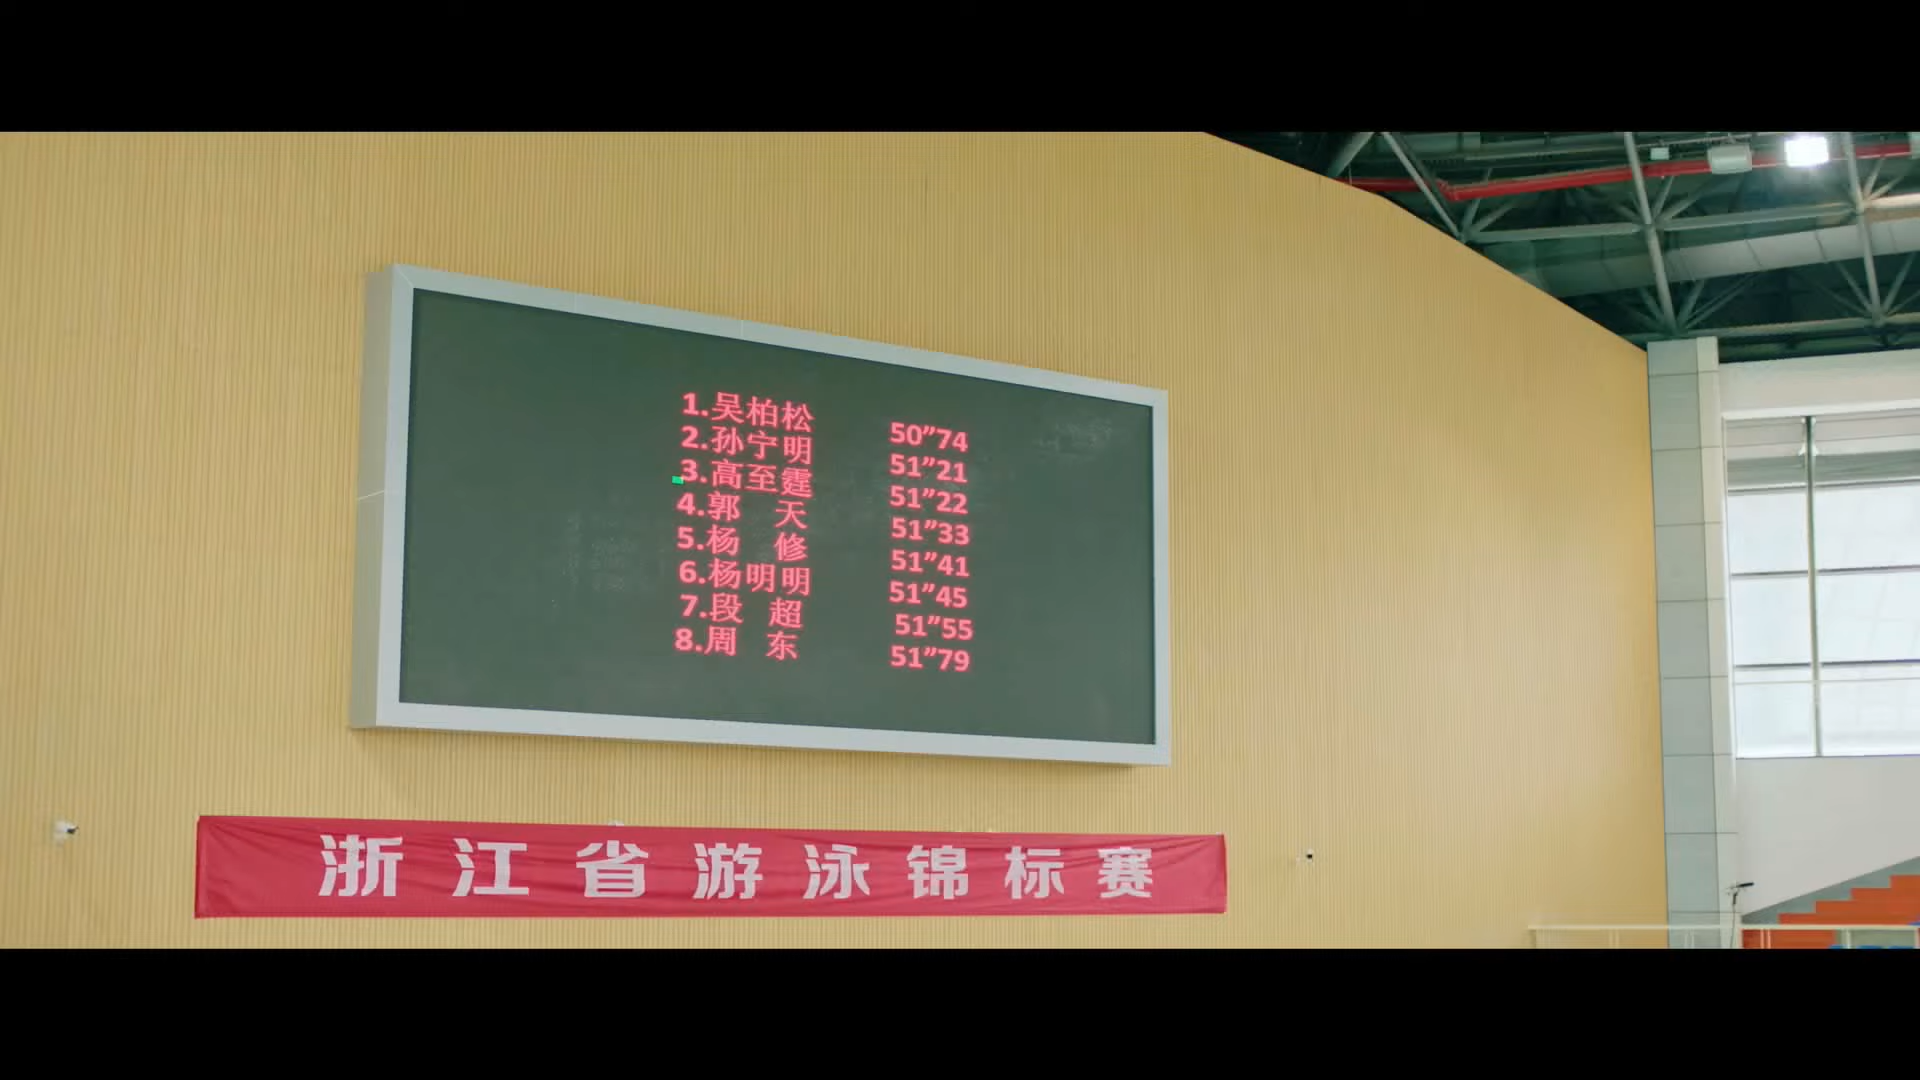 1.吴柏松 50”74
2.孙宁明 51”21
3.高至霆 51”22
4.郭 天 51”33
5.杨 修 51”41
6.杨明明 51”45
7.段 超 51”55
8.周 东 51”79
浙江省游泳锦标赛